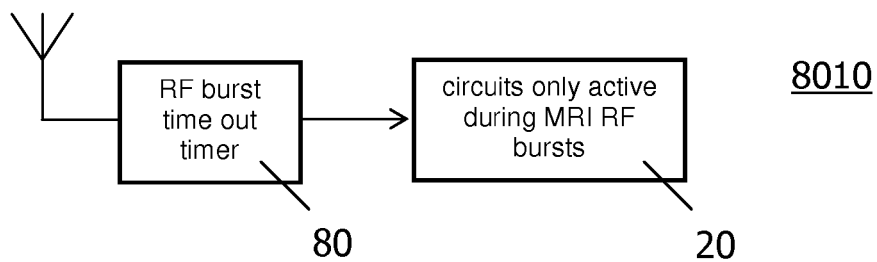 RF burst
time out
timer
circuits only active
during MRI RF
bursts
8010
80
20